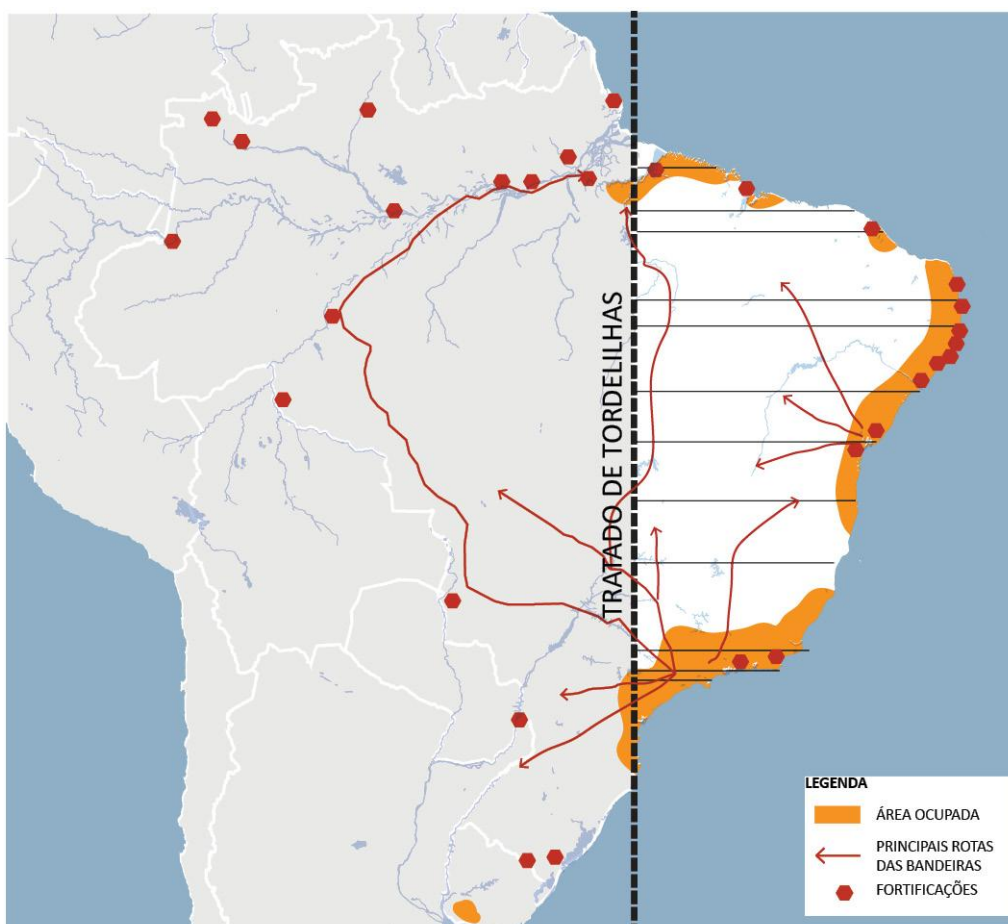 TRATADO DE TORDELILHAS
LEGENDA
ÁREA OCUPADA
PRINCIPAIS ROTAS
DAS BANDEIRAS
FORTIFICAÇÕES